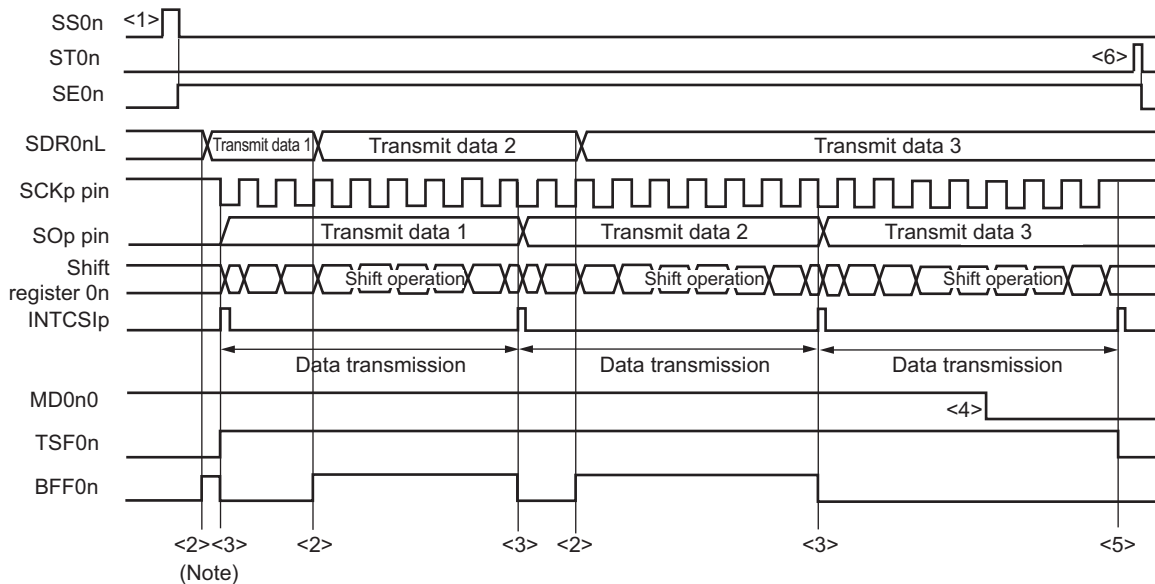 SS0n <1>
ST0n <6>
SE0n
SDR0nL Transmit data 1 Transmit data 2 Transmit data 3
SCKp pin
SOp pin Transmit data 1 Transmit data 2 Transmit data 3
Shift
register 0n Shift operation Shift operation Shift operation
INTCSIp
Data transmission Data transmission Data transmission
MD0n0 <4>
TSF0n
BFF0n
<2> <3> <2> <3> <2> <3> <5>
(Note)